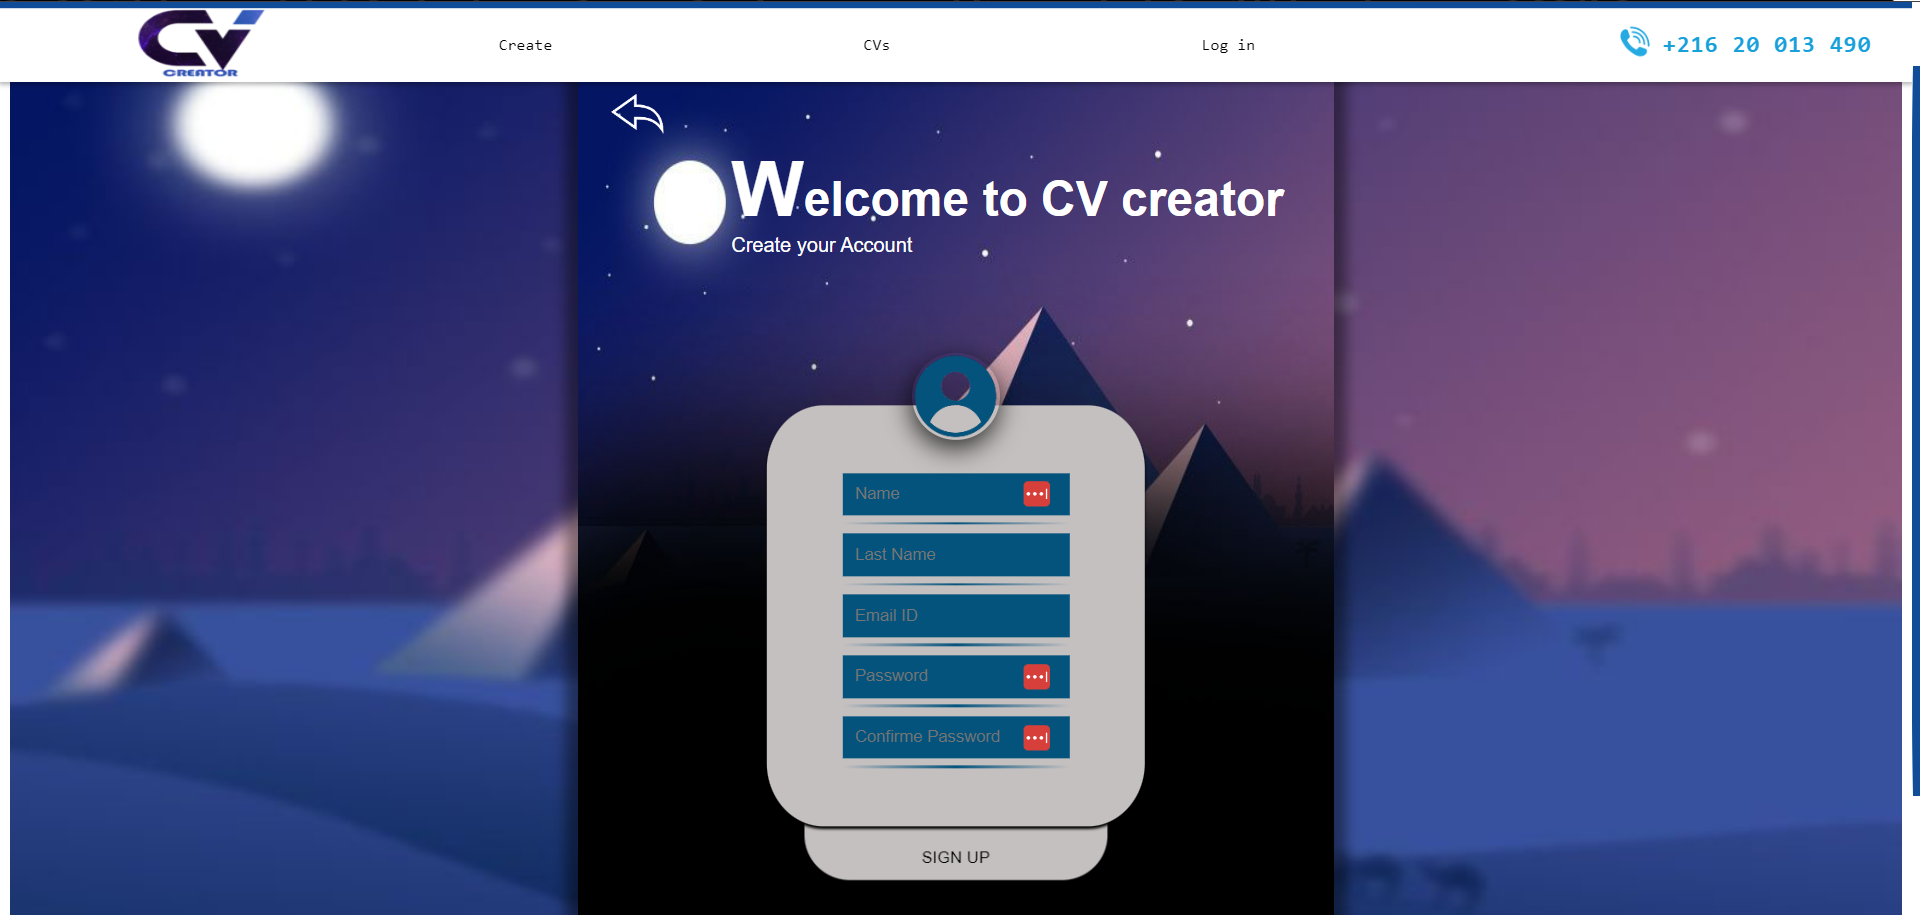 CV
CREATOR
Create
CVs
Log in
+216 20 013 490
Welcome to CV creator
Create your Account
Name
Last Name
Email ID
Password
Confirme Password
SIGN UP